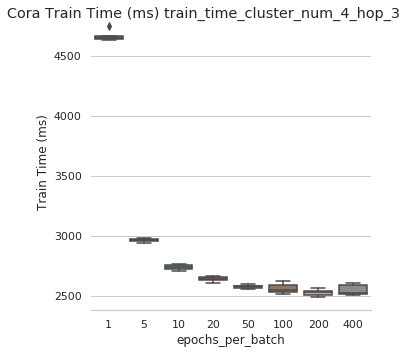 Cora Train Time (ms) train_time_cluster_num_4_hop_3
4500
4000
3500
3000
2500
Train Time (ms)
1 5 10 20 50 100 200 400
epochs_per_batch